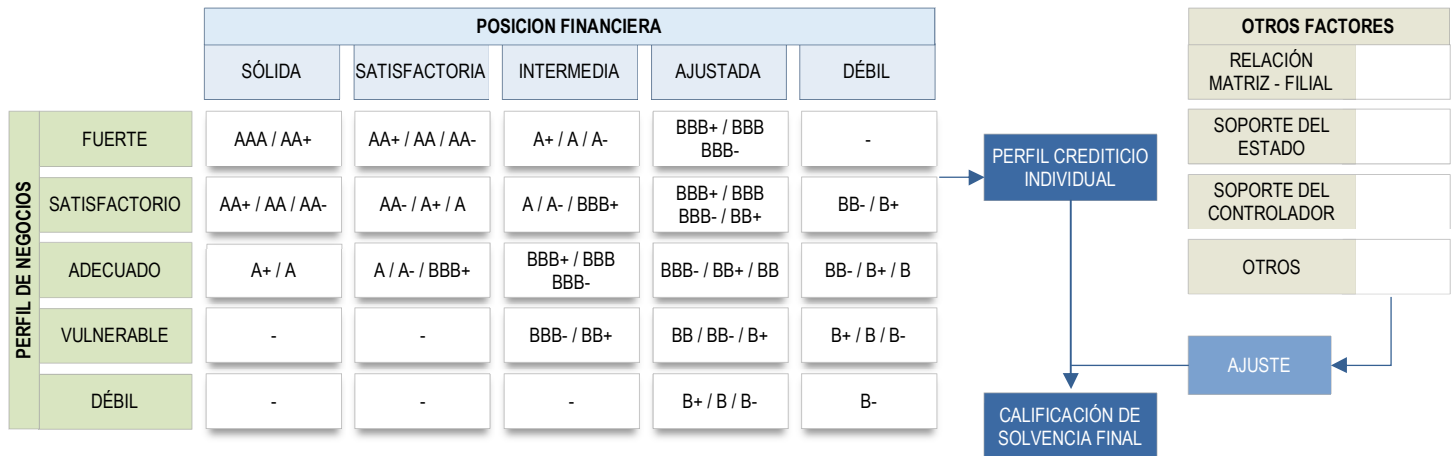 POSICION FINANCIERA
SÓLIDA
SATISFACTORIA
INTERMEDIA
AJUSTADA
DÉBIL
PERFIL DE NEGOCIOS
FUERTE
AAA / AA+
AA+ / AA / AA-
A+ / A / A-
BBB+ / BBB
BBB-
-
SATISFACTORIO
AA+ / AA / AA-
AA- / A+ / A
A / A- / BBB+
BBB+ / BBB
BBB- / BB+
BB- / B+
ADECUADO
A+ / A
A / A- / BBB+
BBB+ / BBB
BBB-
BBB- / BB+ / BB
BB- / B+ / B
VULNERABLE
-
-
BBB- / BB+
BB / BB- / B+
B+ / B / B-
DÉBIL
-
-
-
B+ / B / B-
B-
PERFIL CREDITICIO
INDIVIDUAL
CALIFICACIÓN DE
SOLVENCIA FINAL
OTROS FACTORES
RELACIÓN
MATRIZ - FILIAL
SOPORTE DEL
ESTADO
SOPORTE DEL
CONTROLADOR
OTROS
AJUSTE